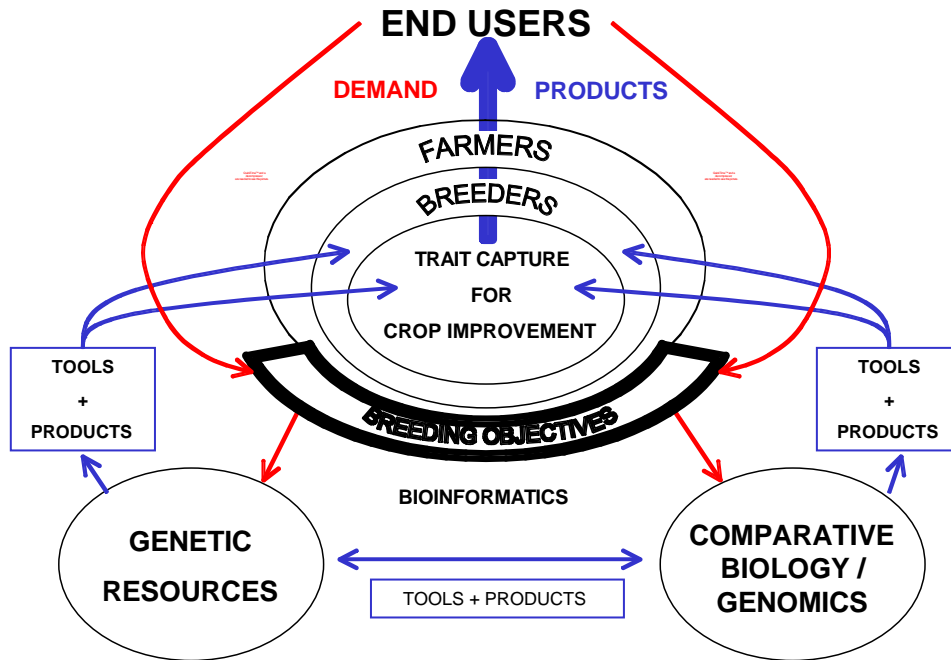 END USERS
DEMAND
PRODUCTS
FARMERS
BREEDERS
TRAIT CAPTURE
FOR
CROP IMPROVEMENT
TOOLS
+
PRODUCTS
TOOLS
+
PRODUCTS
BREEDING OBJECTIVES
BIOINFORMATICS
GENETIC
RESOURCES
COMPARATIVE
BIOLOGY /
GENOMICS
TOOLS + PRODUCTS